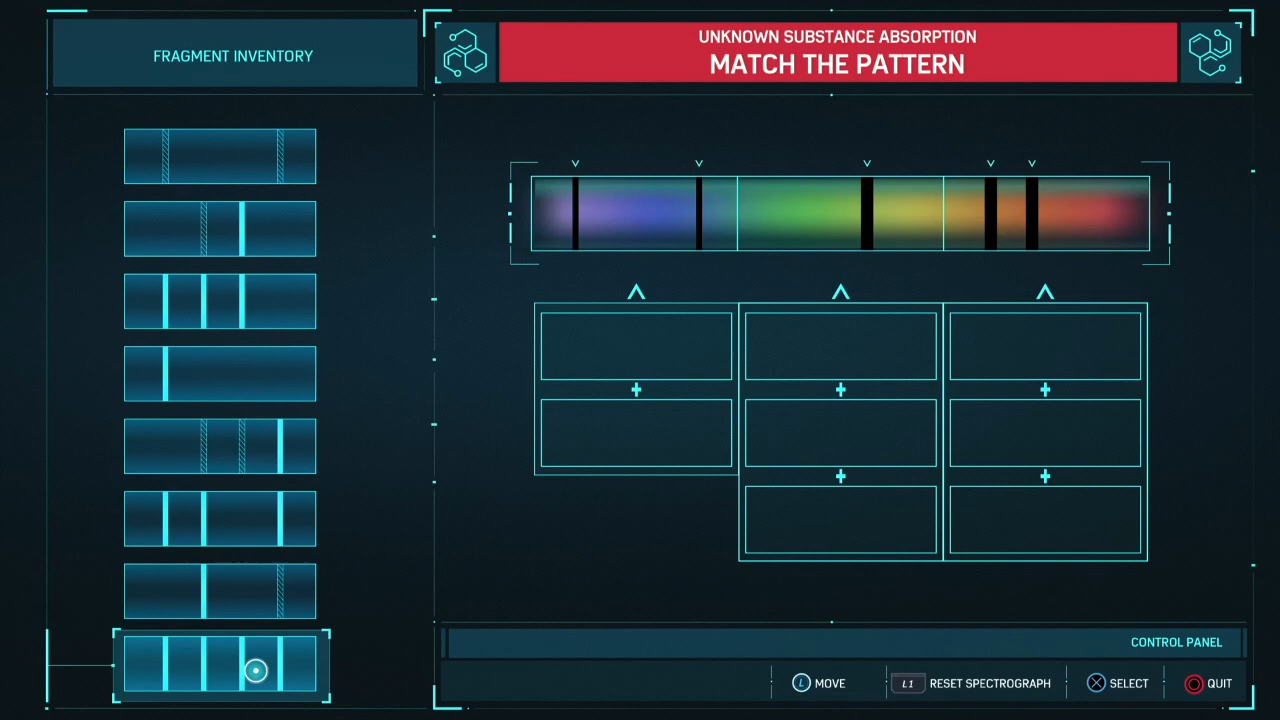 FRAGMENT INVENTORY
UNKNOWN SUBSTANCE ABSORPTION
MATCH THE PATTERN
CONTROL PANEL
L MOVE
L1 RESET SPECTROGRAPH
SELECT
QUIT